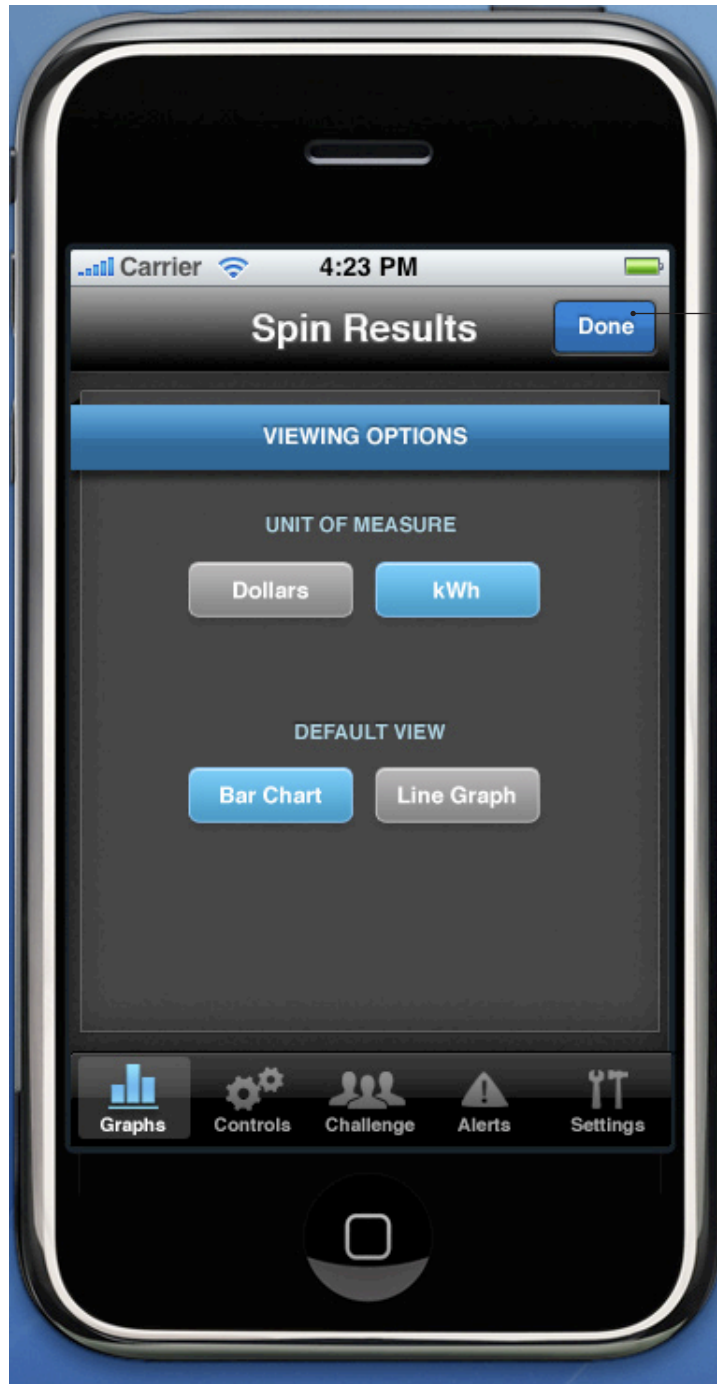 Carrier 4:23 PM
Spin Results Done
VIEWING OPTIONS
UNIT OF MEASURE
Dollars kWh
DEFAULT VIEW
Bar Chart Line Graph
Graphs Controls Challenge Alerts Settings